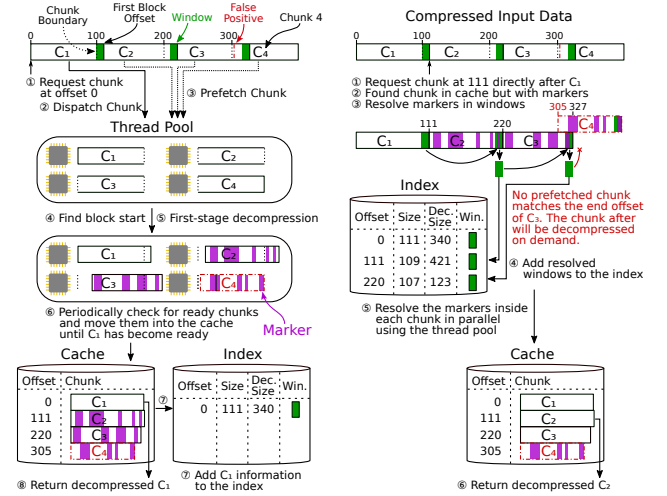 Chunk
Boundary
First Block
Offset
Window
False
Positive
Chunk 4
0
100
200
300
C₁
C₂
C₃
C₄
① Request chunk
at offset 0
② Dispatch Chunk
③ Prefetch Chunk
Thread Pool
C₁
C₂
C₃
C₄
④ Find block start
⑤ First-stage decompression
C₁
C₂
C₃
C₄
⑥ Periodically check for ready chunks
and move them into the cache
until C₁ has become ready
Marker
Cache
Offset Chunk
0 C₁
111 C₂
220 C₃
305 C₄
⑦
⑧ Return decompressed C₁
Index
Offset Size Dec. Size Win.
0 111 340
⑦ Add C₁ information
to the index
Compressed Input Data
C₁
C₂
C₃
C₄
① Request chunk at 111 directly after C₁
② Found chunk in cache but with markers
③ Resolve markers in windows
305 327
C₄
111
220
C₁
C₂
C₃
No prefetched chunk
matches the end offset
of C₃. The chunk after
will be decompressed
on demand.
Index
Offset Size Dec. Size Win.
0 111 340
111 109 421
220 107 123
④ Add resolved
windows to the index
⑤ Resolve the markers inside
each chunk in parallel
using the thread pool
Cache
Offset Chunk
0 C₁
111 C₂
220 C₃
305 C₄
⑥ Return decompressed C₂